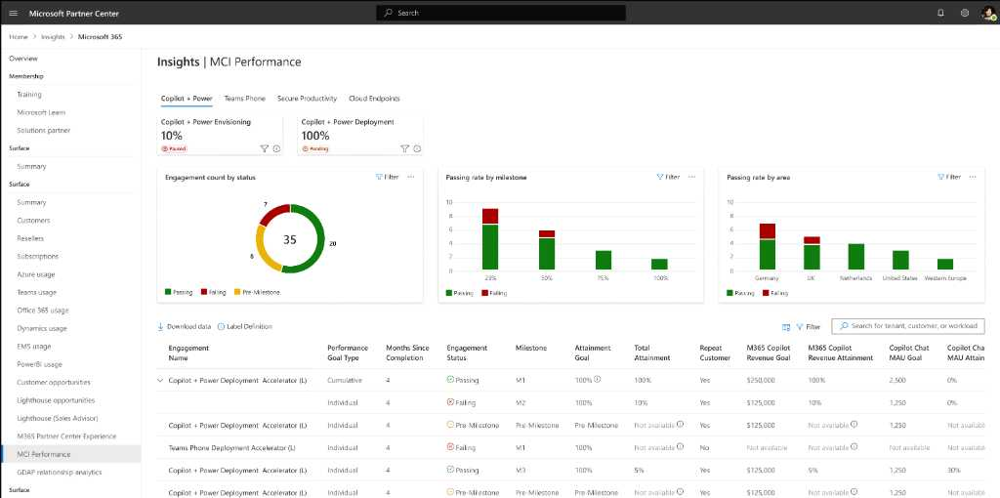 Microsoft Partner Center
Search
Home > Insights > Microsoft 365
Overview
Membership
Training
Microsoft Learn
Solutions partner
Surface
Summary
Surface
Summary
Customers
Resellers
Subscriptions
Azure usage
Teams usage
Office 365 usage
Dynamics usage
EMS usage
PowerBI usage
Customer opportunities
Lighthouse opportunities
Lighthouse (Sales Advisor)
M365 Partner Center Experience
MCI Performance
GDAP relationship analytics
Surface
Insights | MCI Performance
Copilot + Power Teams Phone Secure Productivity Cloud Endpoints
Copilot + Power Envisioning
10%
Paused
Copilot + Power Deployment
100%
Pending
Engagement count by status
Filter
7
35
20
8
Passing Failing Pre-Milestone
Passing rate by milestone
Filter
10
8
6
4
2
0
25% 50% 75% 100%
Passing Failing
Passing rate by area
Filter
10
8
6
4
2
0
Germany UK Netherlands United States Western Europe
Passing Failing
Download data Label Definition
Filter Search for tenant, customer, or workload
Engagement Name Performance Goal Type Months Since Completion Engagement Status Milestone Attainment Goal Total Attainment Repeat Customer M365 Copilot Revenue Goal M365 Copilot Revenue Attainment Copilot Chat MAU Goal Copilot Cha MAU Attain
Copilot + Power Deployment Accelerator (L) Cumulative 4 Passing M1 100% 100% Yes $250,000 100% 2,500 0%
Individual 4 Failing M2 100% 10% Yes $125,000 10% 1,250 0%
Copilot + Power Deployment Accelerator (L) Individual 4 Pre-Milestone Pre-Milestone Pre-Milestone Not available Yes $125,000 Not available 1,250 Not availabl
Teams Phone Deployment Accelerator (L) Individual 4 Failing M1 100% Not available No Not available Not available Not available Not availabl
Copilot + Power Deployment Accelerator (L) Individual 4 Passing M3 100% 5% Yes $125,000 5% 1,250 30%
Copilot + Power Deployment Accelerator (L) Individual 4 Pre-Milestone Pre-Milestone Pre-Milestone Not available Yes $125,000 Not available 1,250 Not availabl